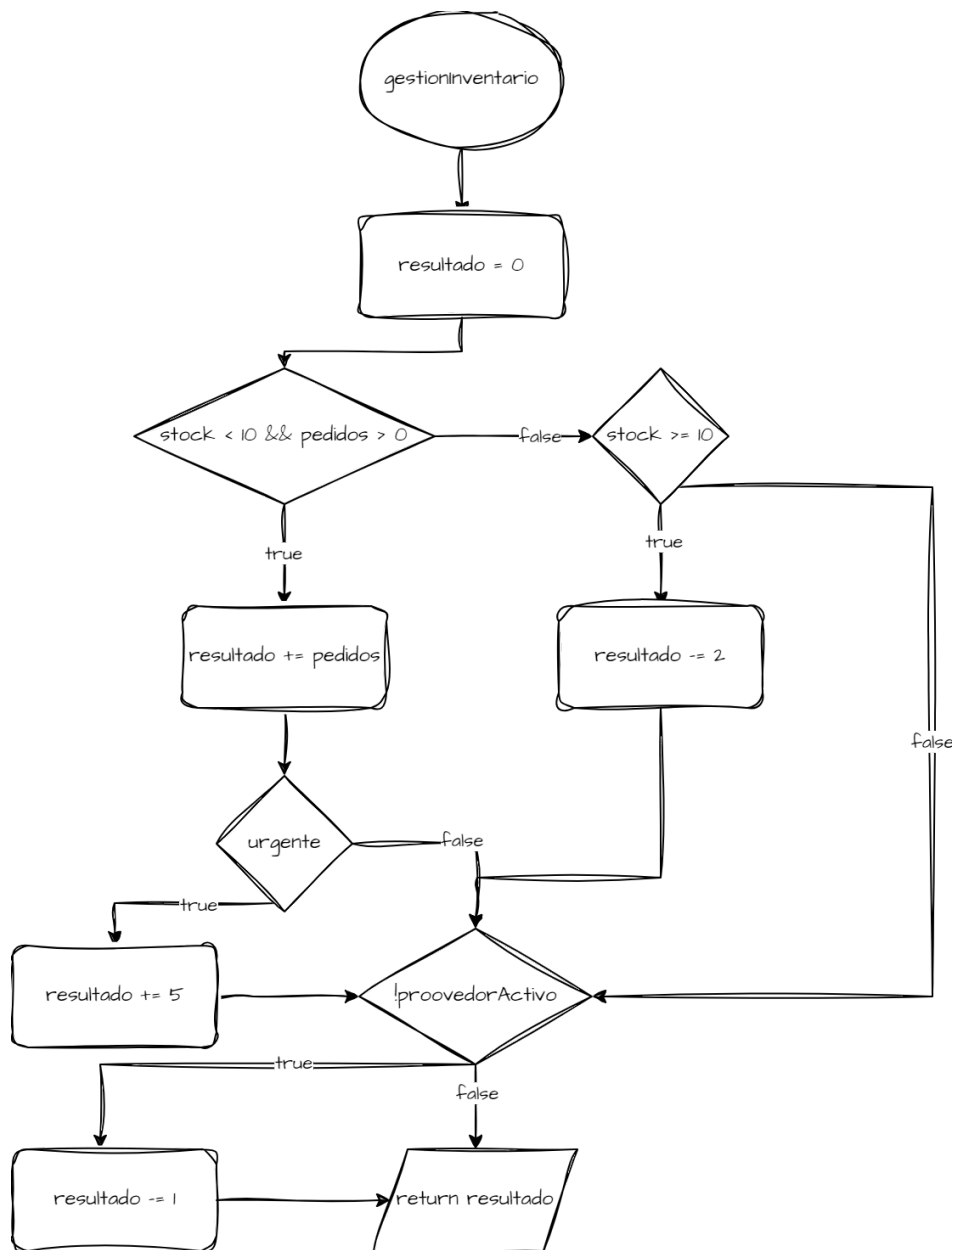 gestionInventario
resultado = 0
stock < 10 && pedidos > 0
false
stock >= 10
true
true
resultado += pedidos
resultado -= 2
false
urgente
false
true
resultado += 5
!proovedorActivo
true
false
resultado -= 1
return resultado